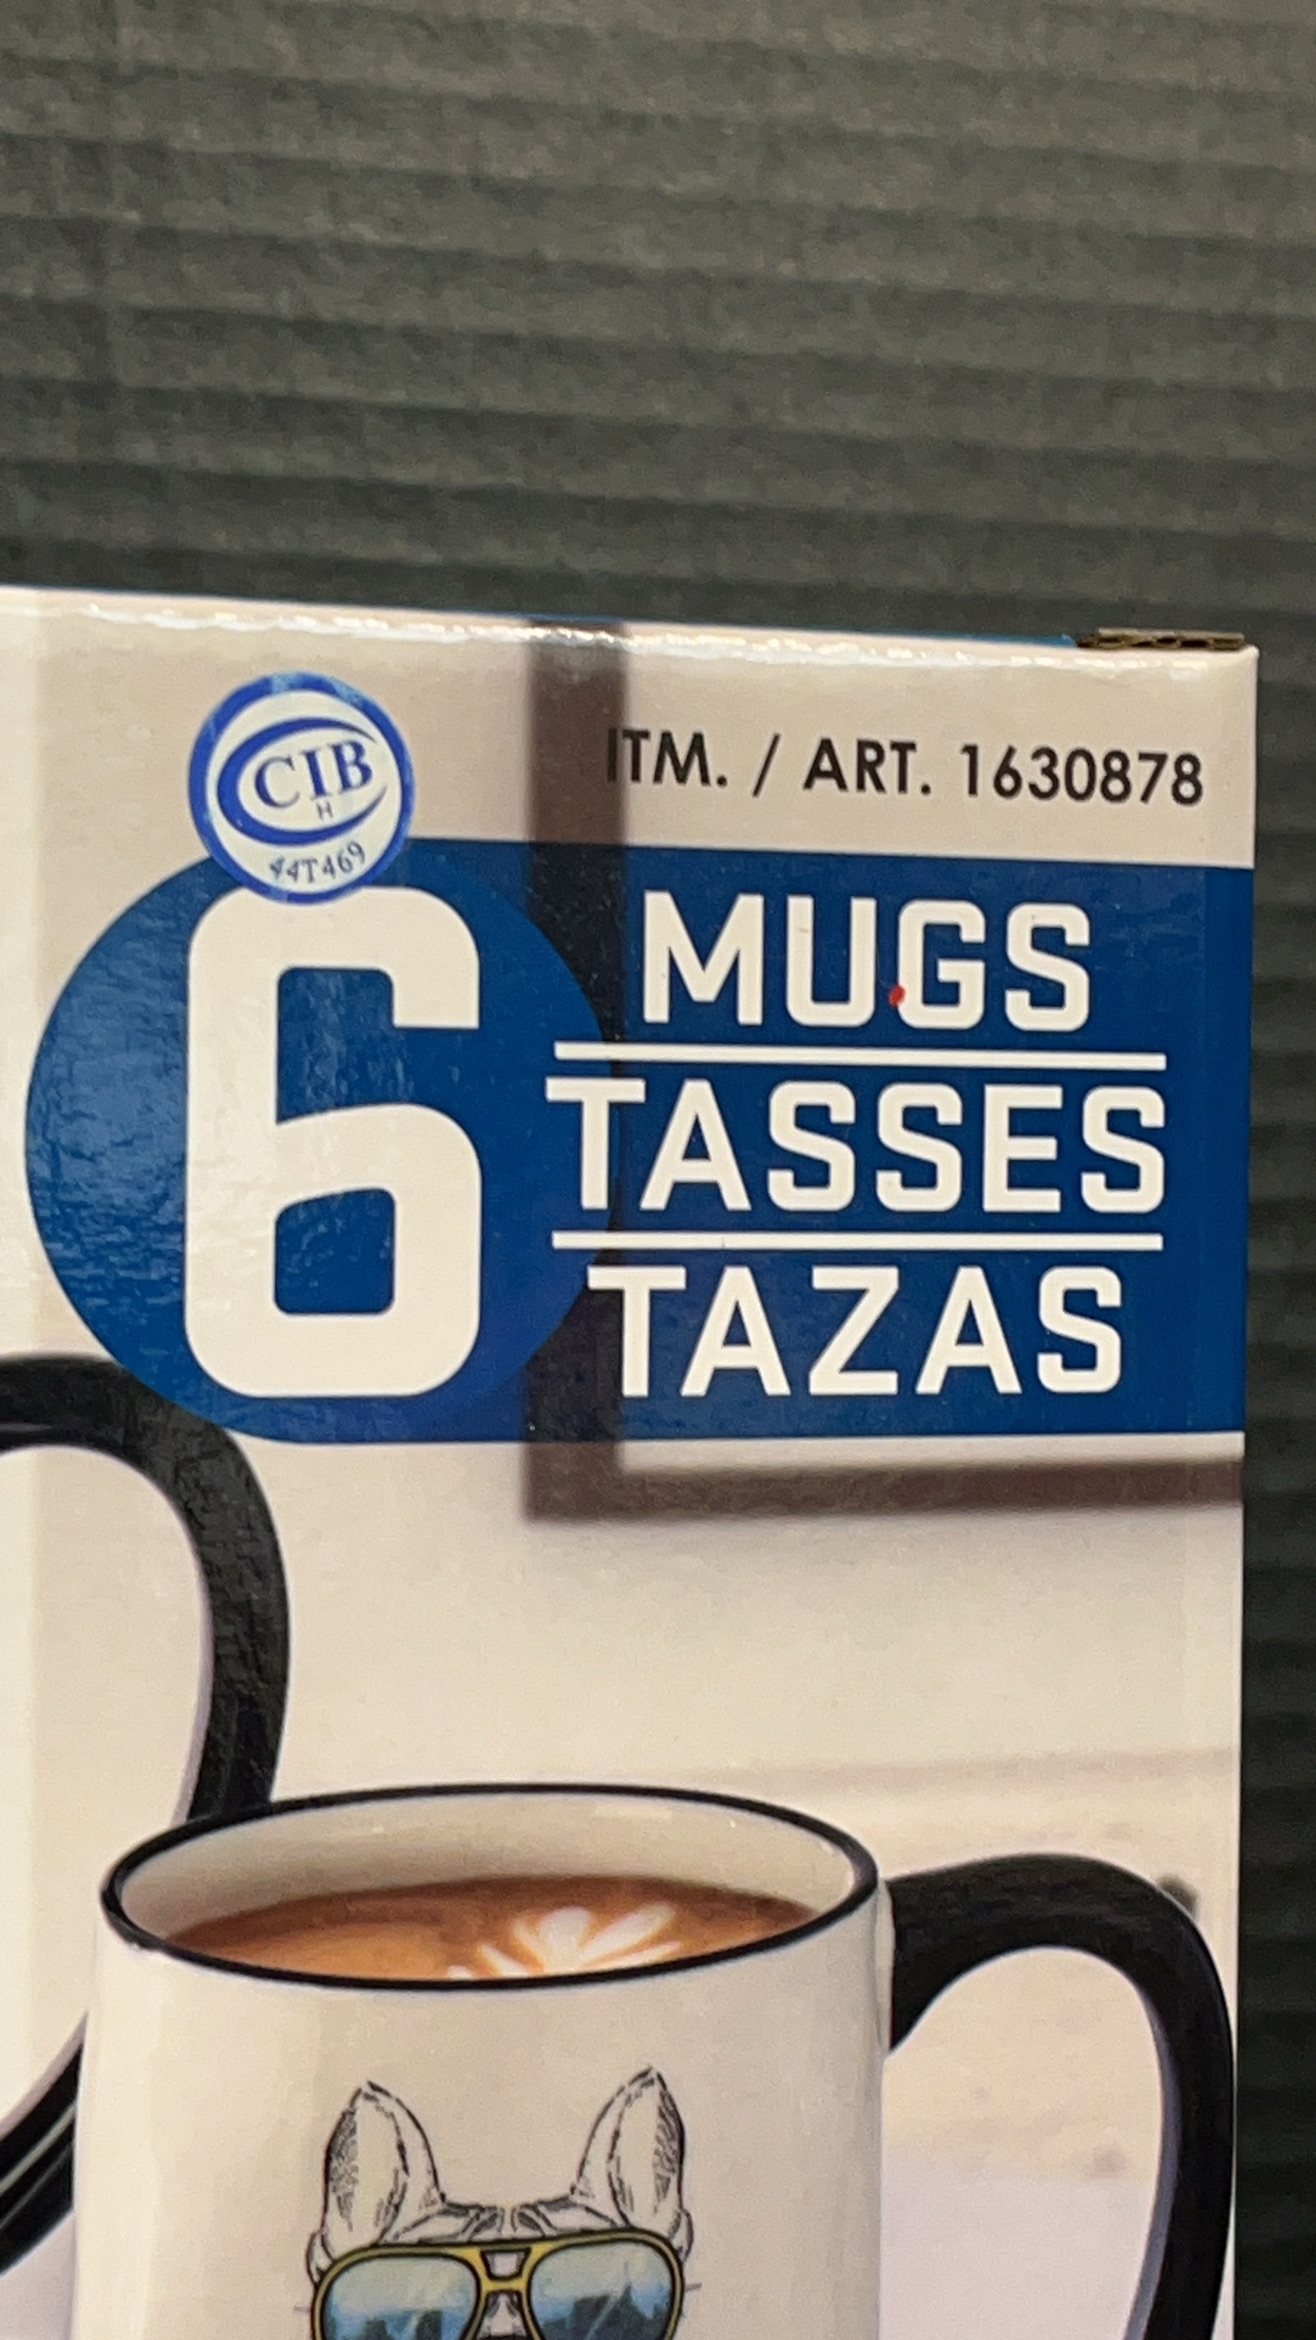 ITM. / ART. 1630878
CIB
H
44T469
6
MUGS
TASSES
TAZAS